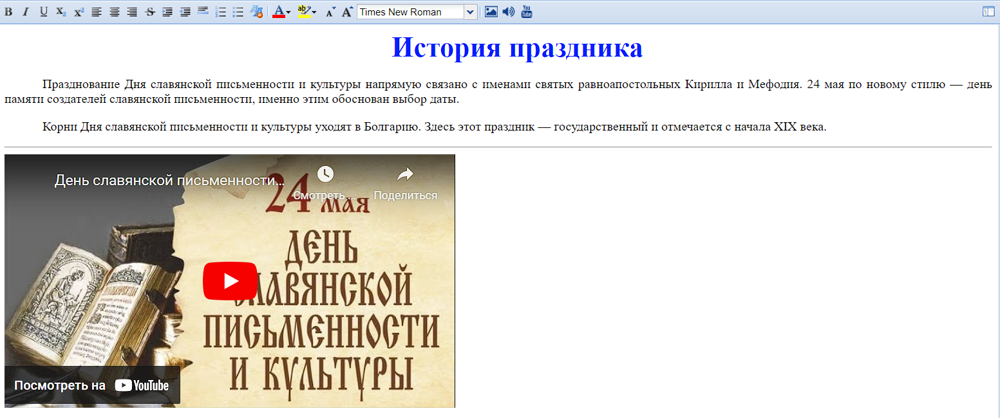 Times New Roman
You Tube
История праздника
Празднование Дня славянской письменности и культуры напрямую связано с именами святых равноапостольных Кирилла и Мефодия. 24 мая по новому стилю — день
памяти создателей славянской письменности, именно этим обоснован выбор даты.
Корни Дня славянской письменности и культуры уходят в Болгарию. Здесь этот праздник — государственный и отмечается с начала XIX века.
День славянской письменности...
Смотреть ...
Поделиться
24 мая
ДЕНЬ
СЛАВЯНСКОЙ
ПИСЬМЕННОСТИ
И КУЛЬТУРЫ
Посмотреть на YouTube